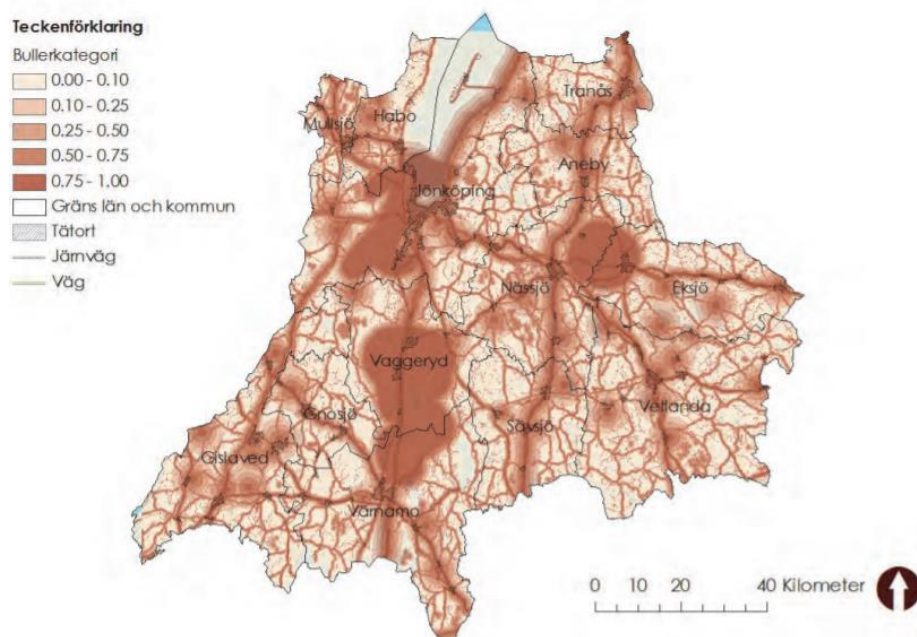 Teckenförklaring
Bullerkategori
0.00 - 0.10
0.10 - 0.25
0.25 - 0.50
0.50 - 0.75
0.75 - 1.00
Gräns län och kommun
Tätort
Järnväg
Väg
Tranås
Habo
Mullsjö
Aneby
Jönköping
Nässjö
Eksjö
Vaggeryd
Vetlanda
Gnosjö
Sävsjö
Gislaved
Värnamo
0 10 20 40 Kilometer